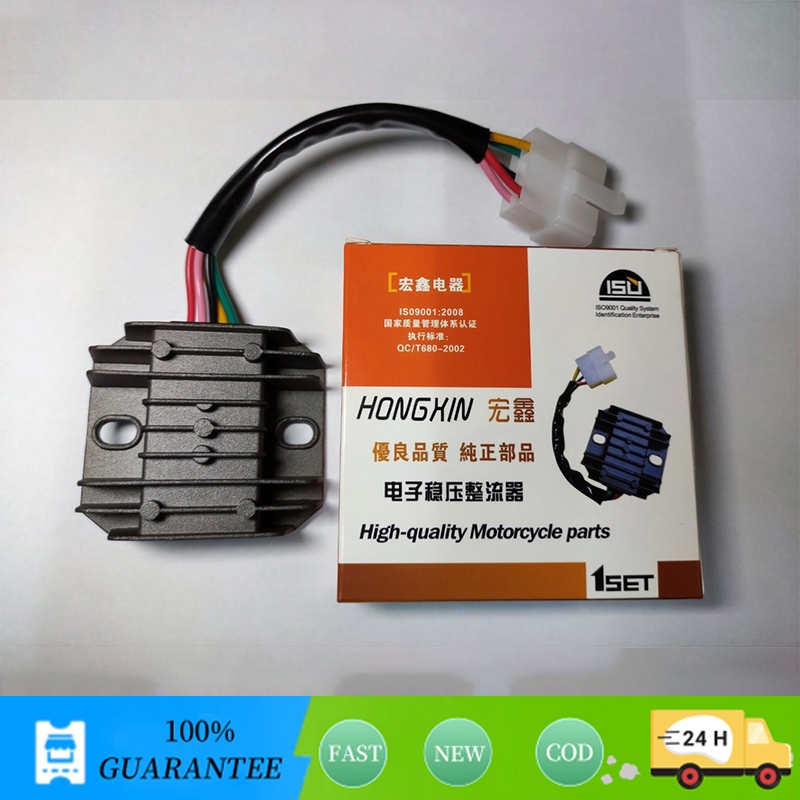 [宏鑫电器]
ISO9001:2008
国家质量管理体系认证
执行标准:
QC/T680-2002
ISO
ISO9001 Quality System
Identification Enterprise
HONGXIN 宏鑫
優良品質 純正部品
电子稳压整流器
High-quality Motorcycle parts
1SET
100%
GUARANTEE
FAST
NEW
COD
24 H